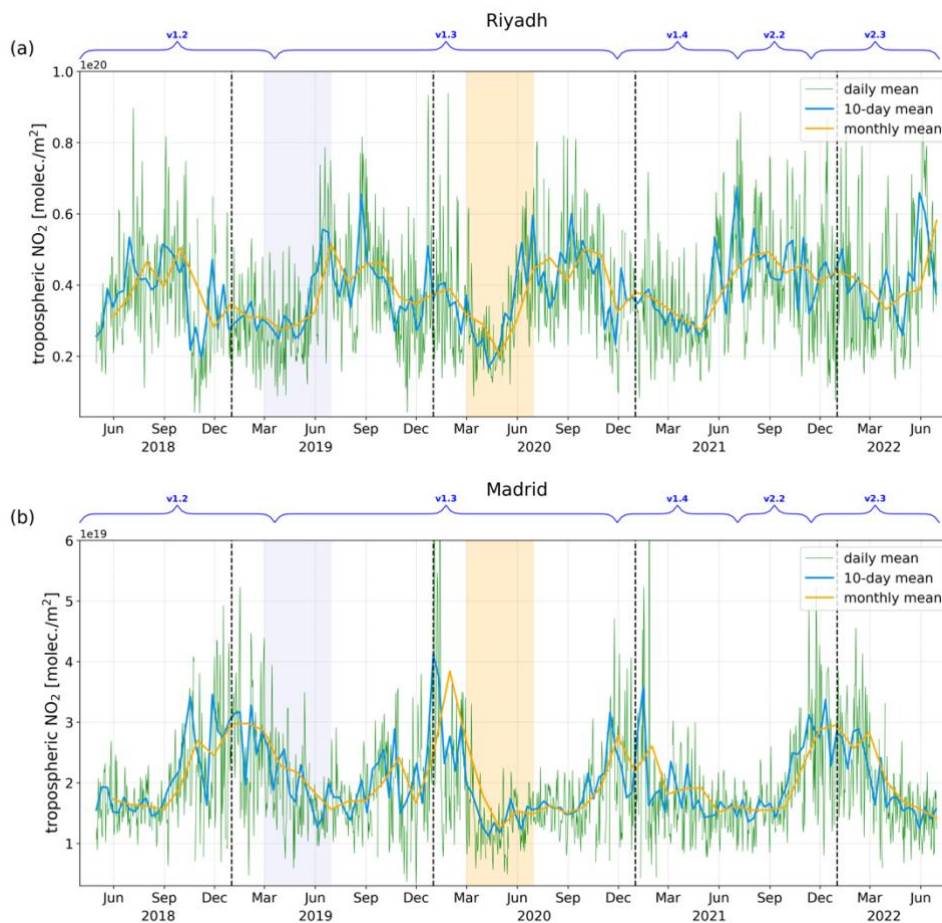 Riyadh
(a)
v1.2 v1.3 v1.4 v2.2 v2.3
1e20
1.0
0.8
0.6
0.4
0.2
tropospheric NO₂ [molec./m²]
daily mean
10-day mean
monthly mean
Jun Sep Dec Mar Jun Sep Dec Mar Jun Sep Dec Mar Jun Sep Dec Mar Jun
2018 2019 2020 2021 2022
Madrid
(b)
v1.2 v1.3 v1.4 v2.2 v2.3
1e19
6
5
4
3
2
1
tropospheric NO₂ [molec./m²]
daily mean
10-day mean
monthly mean
Jun Sep Dec Mar Jun Sep Dec Mar Jun Sep Dec Mar Jun Sep Dec Mar Jun
2018 2019 2020 2021 2022